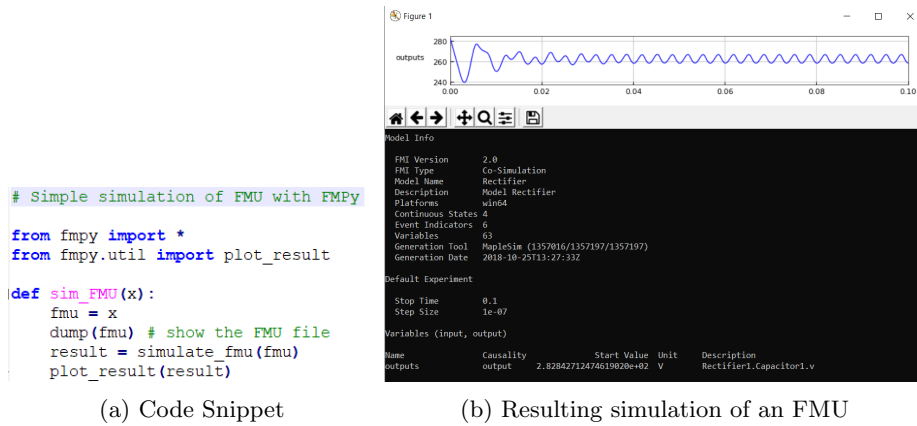 # Simple simulation of FMU with FMPy
from fmpy import *
from fmpy.util import plot_result
def sim_FMU(x):
fmu = x
dump(fmu) # show the FMU file
result = simulate_fmu(fmu)
plot_result(result)
(a) Code Snippet
Figure 1
280
outputs 260
240
0.00 0.02 0.04 0.06 0.08 0.10
Model Info
FMI Version 2.0
FMI Type Co-Simulation
Model Name Rectifier
Description Model Rectifier
Platforms win64
Continuous States 4
Event Indicators 6
Variables 63
Generation Tool MapleSim (1357016/1357197/1357197)
Generation Date 2018-10-25T13:27:33Z
Default Experiment
Stop Time 0.1
Step Size 1e-07
Variables (input, output)
Name Causality Start Value Unit Description
outputs output 2.82842712474619020e+02 V Rectifier1.Capacitor1.v
(b) Resulting simulation of an FMU